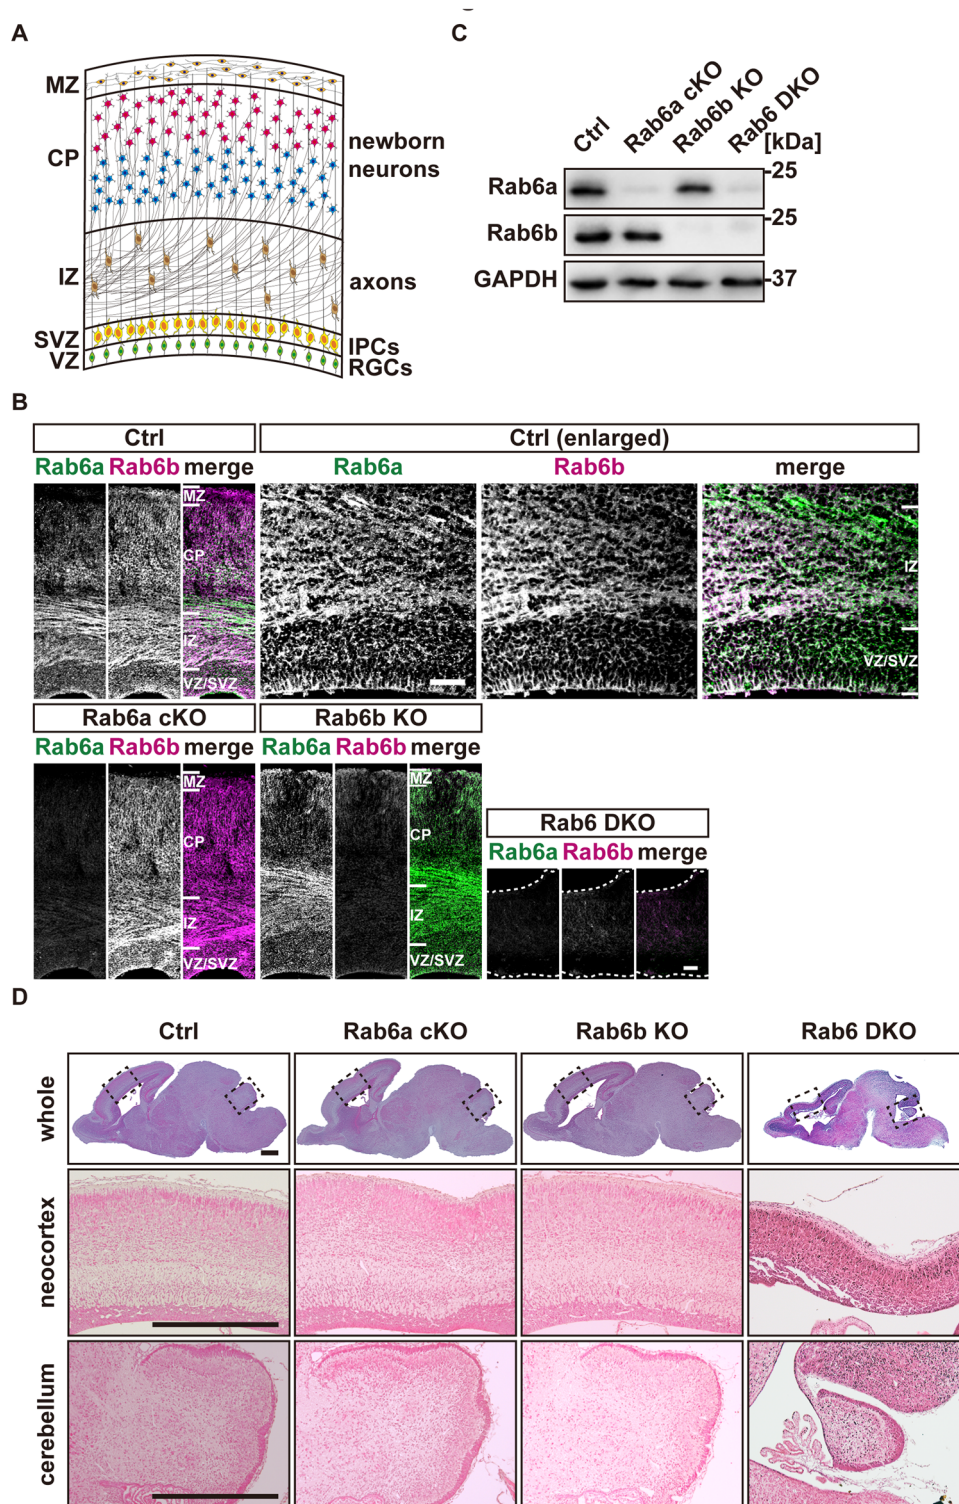 A
MZ
CP
IZ
SVZ
VZ
newborn
neurons
axons
IPCs
RGCs
C
Ctrl
Rab6a cKO
Rab6b KO
Rab6 DKO
[kDa]
Rab6a
-25
Rab6b
-25
GAPDH
-37
B
Ctrl
Ctrl (enlarged)
Rab6a Rab6b merge
Rab6a
Rab6b
merge
MZ
CP
IZ
VZ/SVZ
IZ
VZ/SVZ
Rab6a cKO
Rab6b KO
Rab6a Rab6b merge
Rab6a Rab6b merge
MZ
CP
IZ
VZ/SVZ
MZ
CP
IZ
VZ/SVZ
Rab6 DKO
Rab6a Rab6b merge
D
Ctrl
Rab6a cKO
Rab6b KO
Rab6 DKO
whole
neocortex
cerebellum